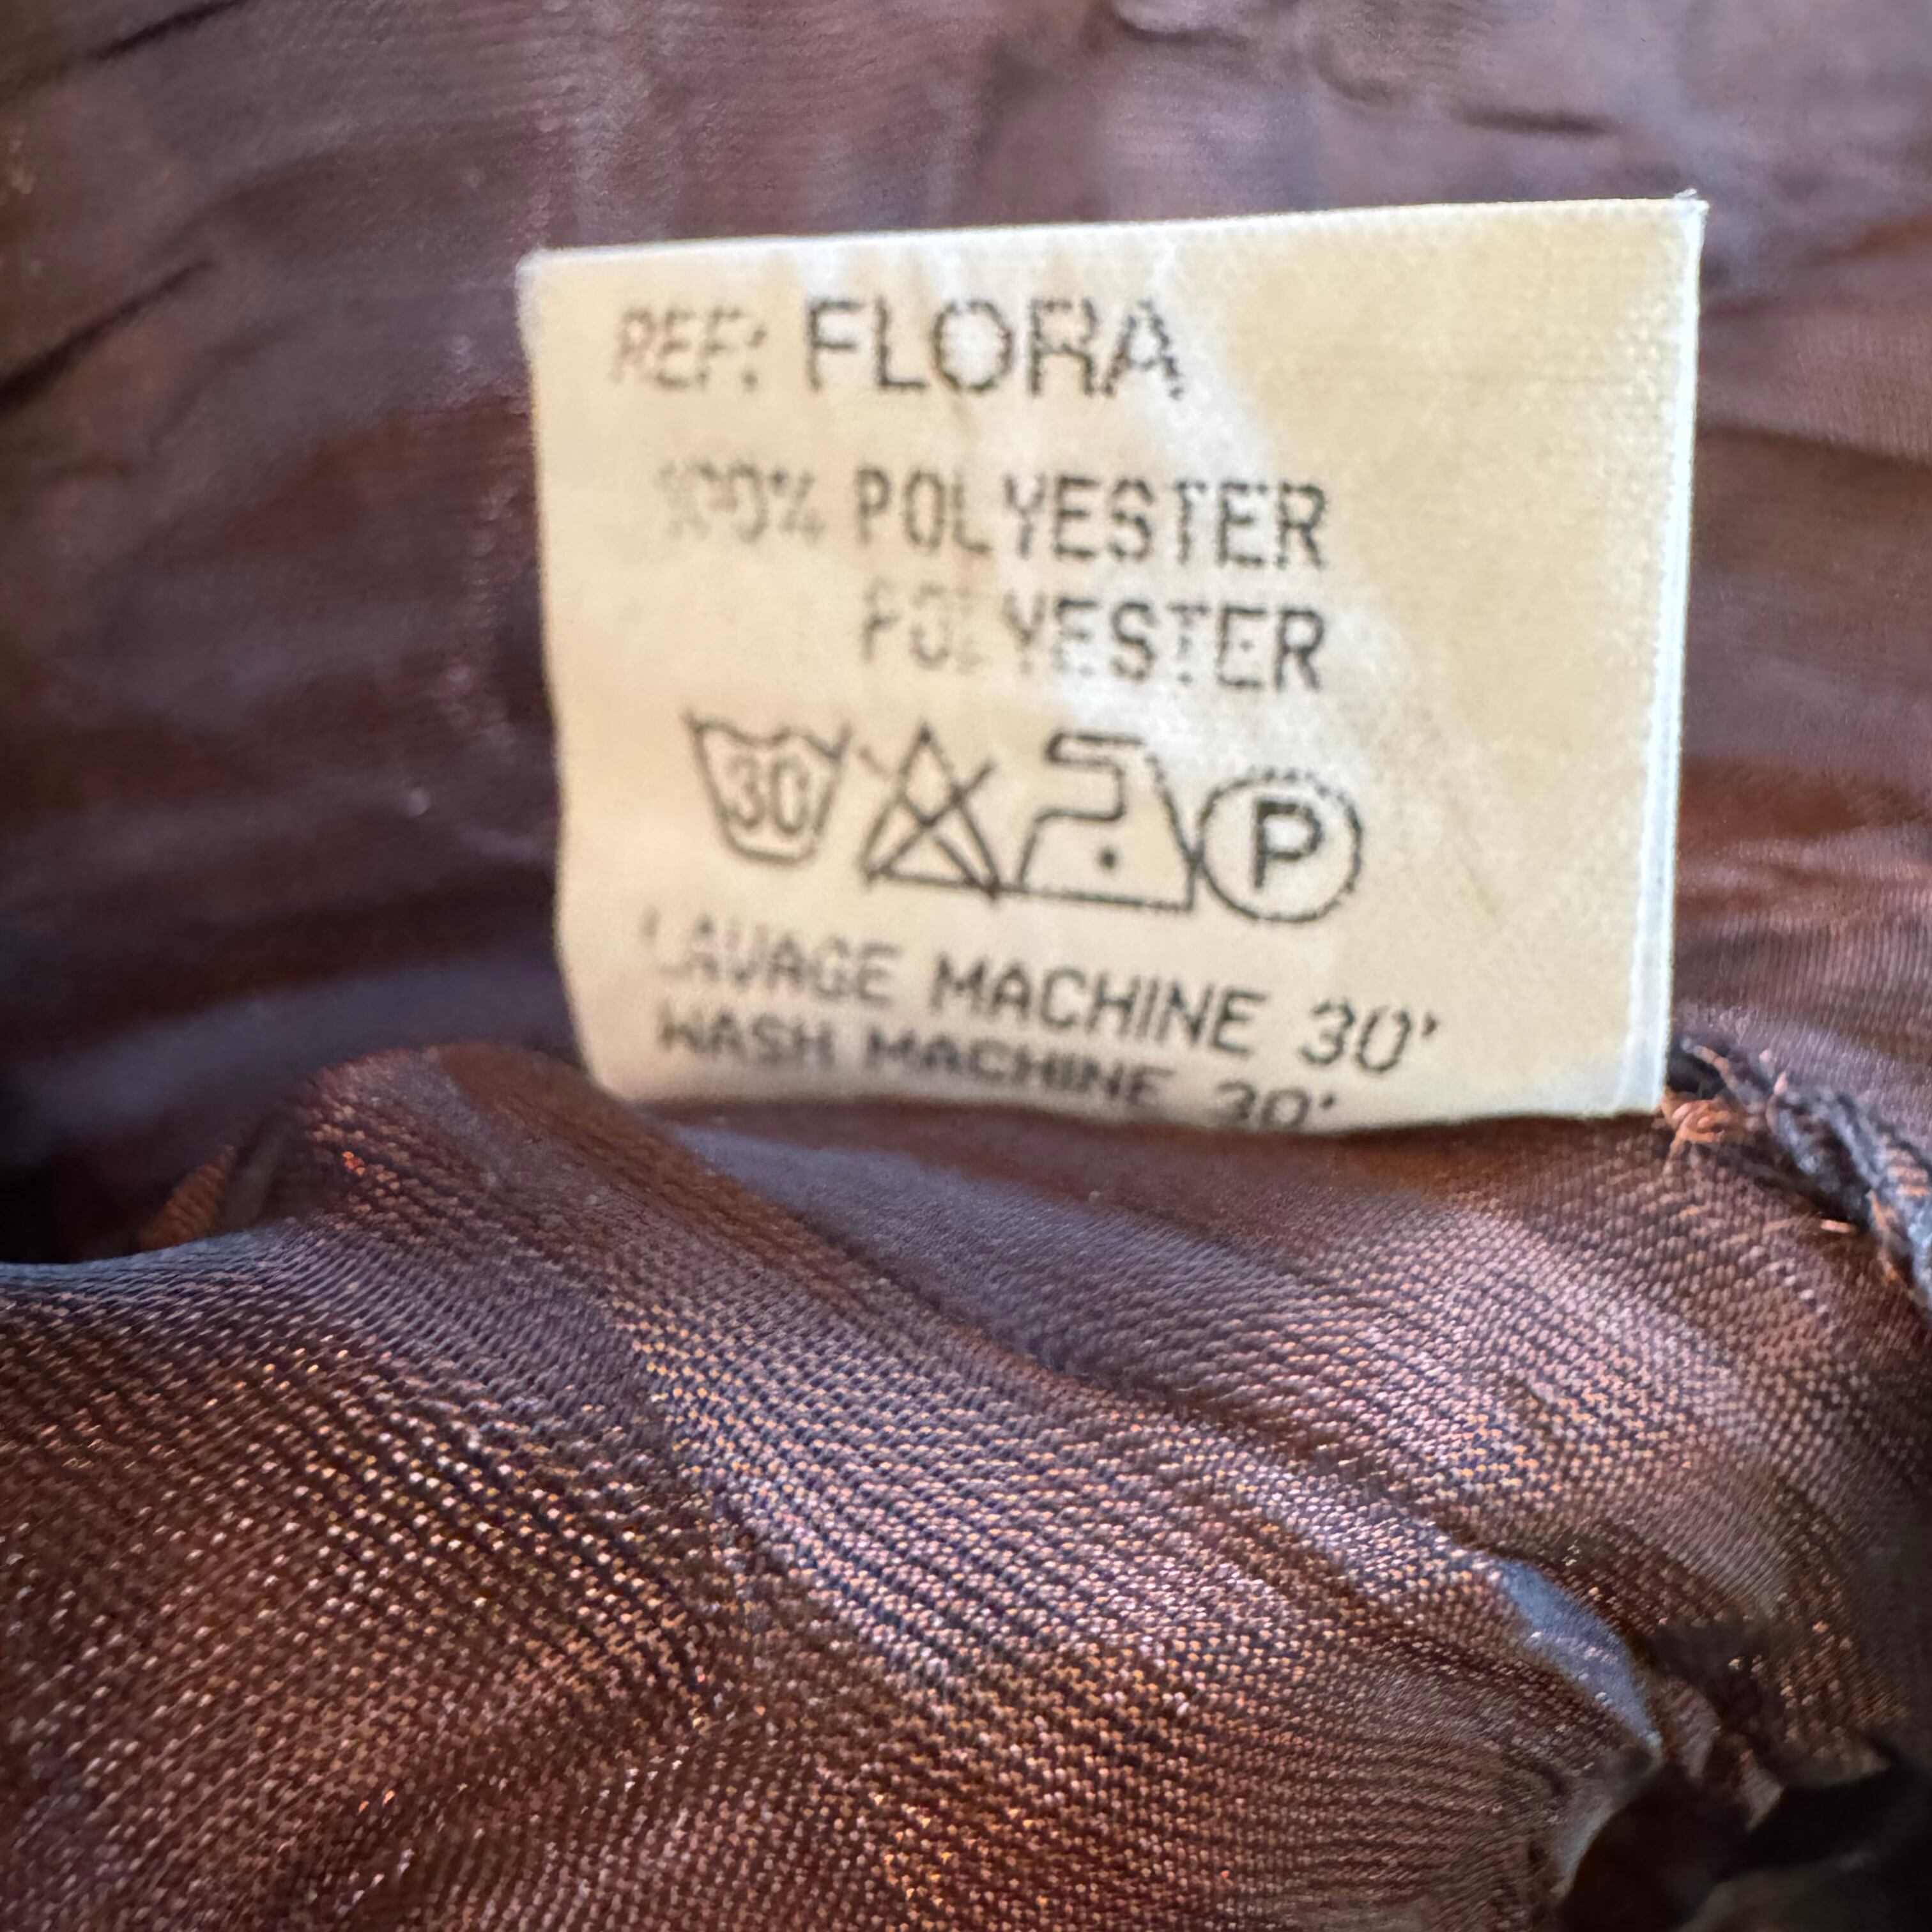 REF: FLORA
100% POLYESTER
POLYESTER
30 P
LAVAGE MACHINE 30'
WASH MACHINE 30'